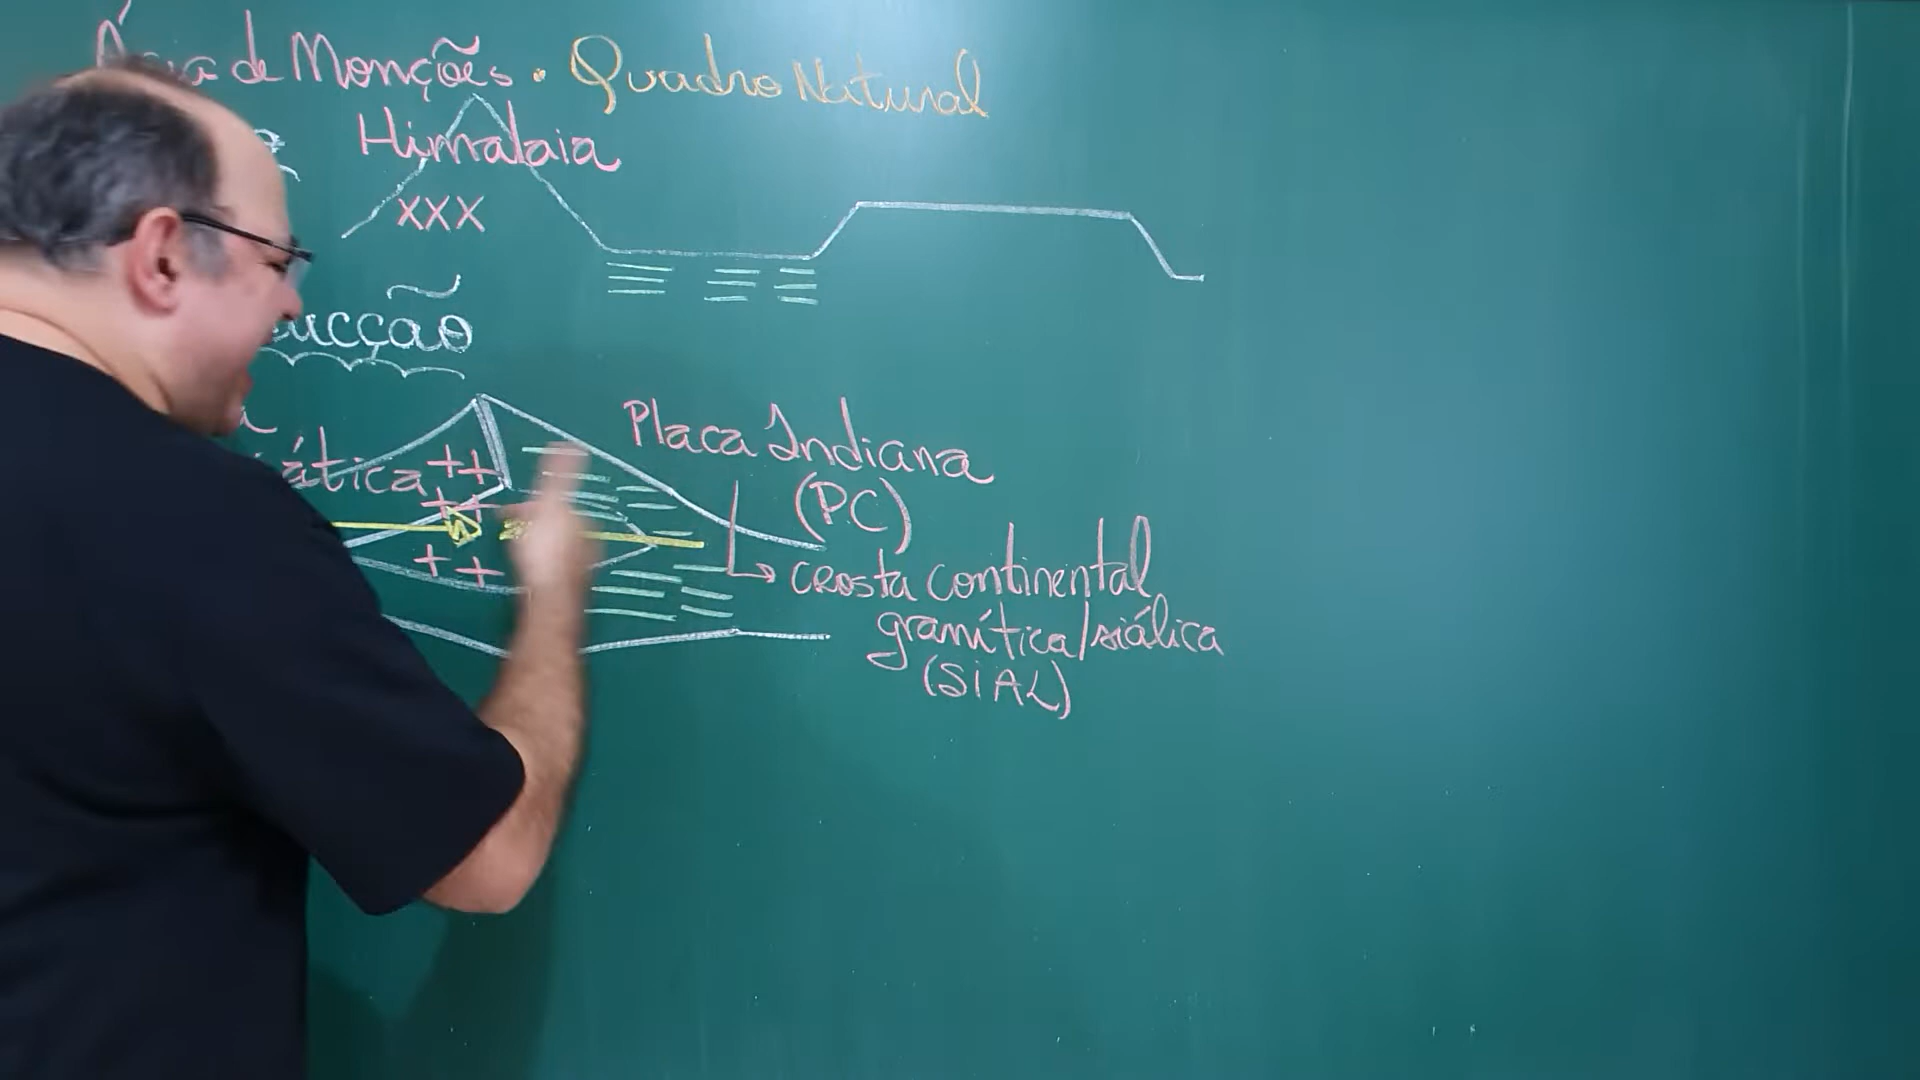 de Monções • Quadro Natural
Himalaia
XXX
ucção
Placa Indiana
ática ++
(PC)
++
++
crosta continental
granítica/siálica
(SiAL)